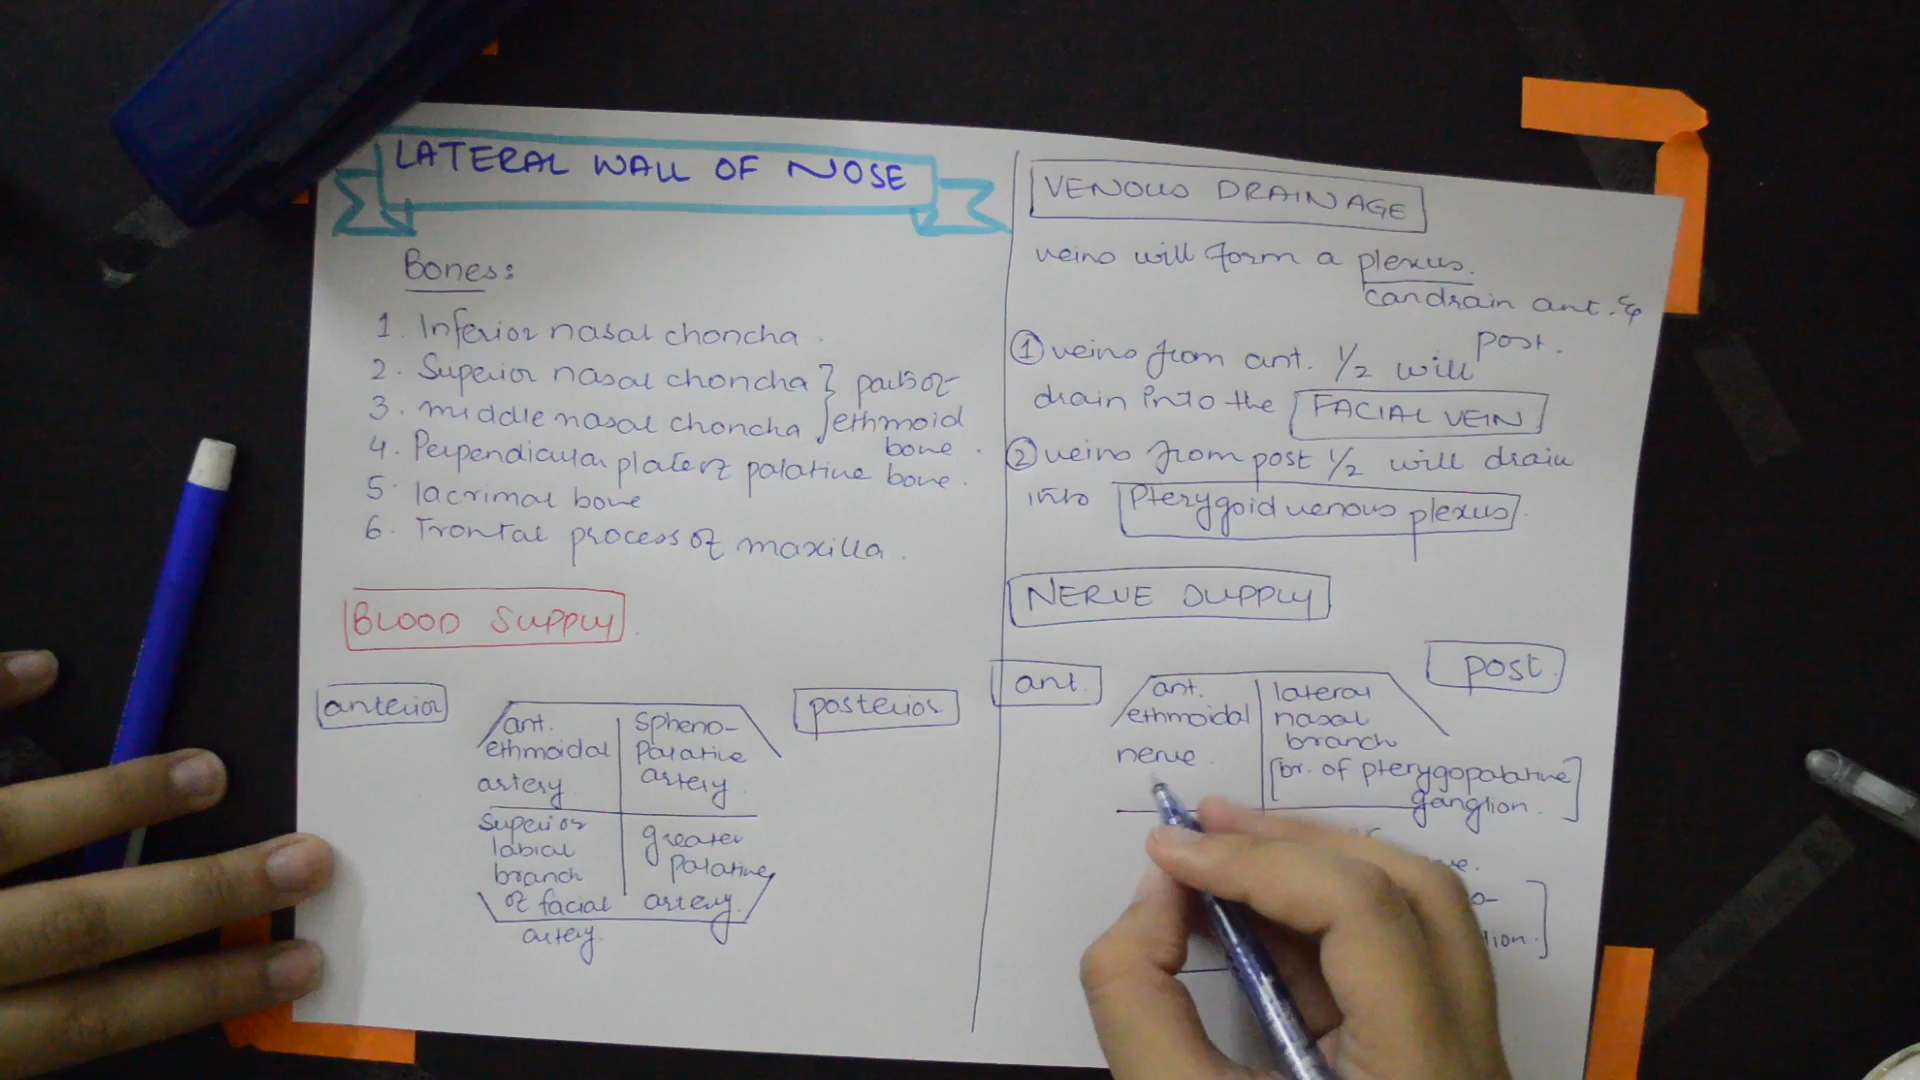 LATERAL WALL OF NOSE
Bones:
1. Inferior nasal choncha.
2. Superior nasal choncha } parts of
3. middle nasal choncha } ethmoid
bone.
4. Perpendicular plate of palatine bone.
5. lacrimal bone
6. Frontal process of maxilla.
BLOOD SUPPLY
anterior
posterior
ant.
ethmoidal
artery
Spheno-
Palatine
artery.
Superior
labial
branch
of facial
artery.
greater
palatine
artery.
VENOUS DRAINAGE
veins will form a plexus.
can drain ant. &
post.
① veins from ant. 1/2 will
drain into the FACIAL VEIN
② veins from post 1/2 will drain
into Pterygoid venous plexus.
NERVE SUPPLY
ant.
post.
ant.
ethmoidal
nerve.
lateral
nasal
branch
[br. of pterygopalatine
ganglion.]